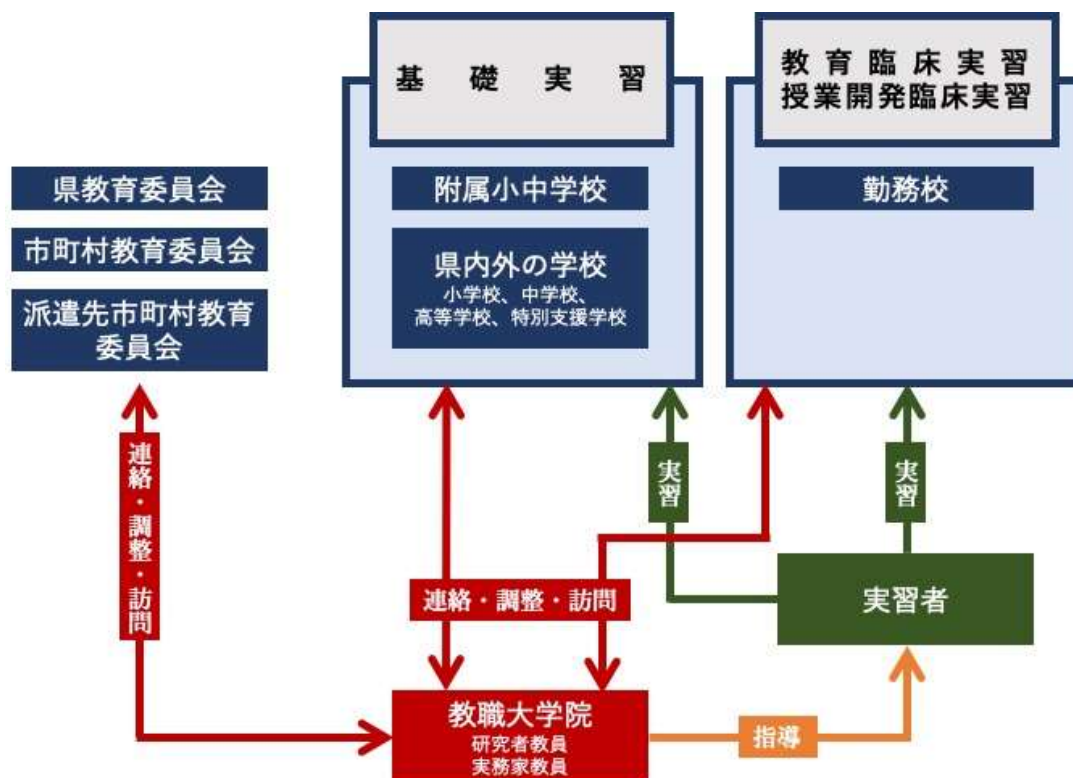 基礎実習
教育臨床実習
授業開発臨床実習
県教育委員会
市町村教育委員会
派遣先市町村教育
委員会
附属小中学校
県内外の学校
小学校、中学校、
高等学校、特別支援学校
勤務校
連絡・調整・訪問
実習
実習
連絡・調整・訪問
実習者
教職大学院
研究者教員
実務家教員
指導